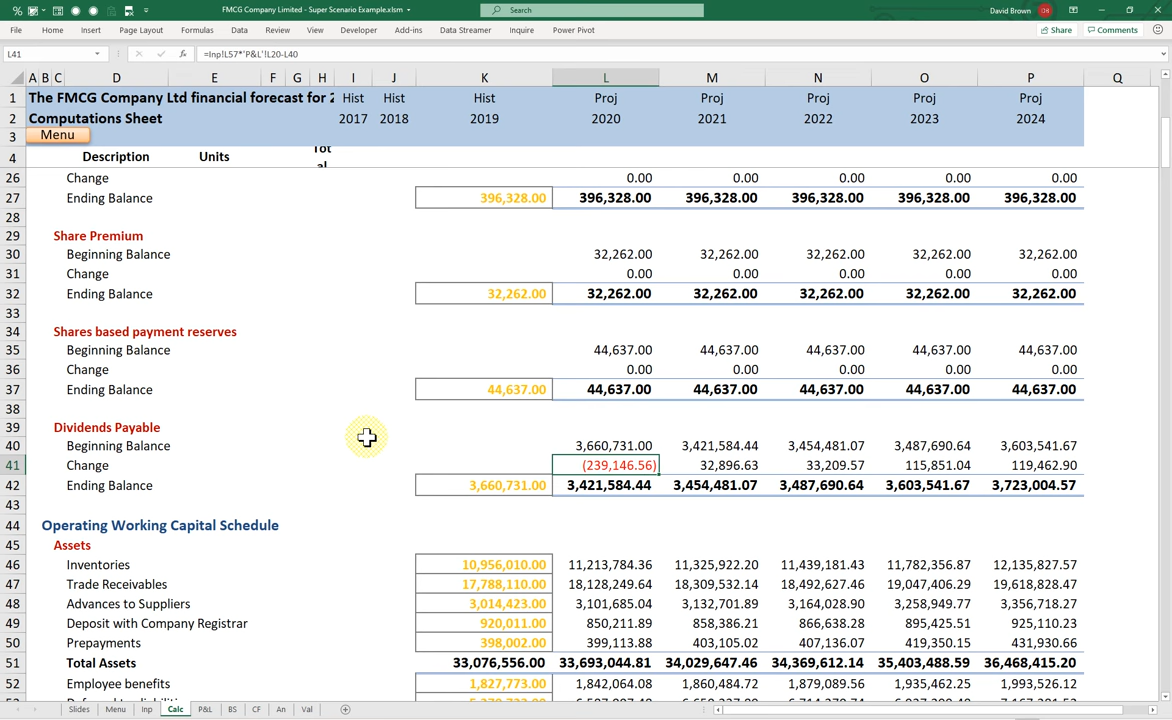 FMCG Company Limited - Super Scenario Example.xlsm
Search
David Brown
DB
File Home Insert Page Layout Formulas Data Review View Developer Add-ins Data Streamer Inquire Power Pivot
Share Comments
L41 fx =Inp!L57*'P&L'!L20-L40
A B C D E F G H I J K L M N O P Q
1 The FMCG Company Ltd financial forecast for 2 Hist Hist Hist Proj Proj Proj Proj Proj
2 Computations Sheet 2017 2018 2019 2020 2021 2022 2023 2024
3 Menu
4 Description Units Tot al
26 Change 0.00 0.00 0.00 0.00 0.00
27 Ending Balance 396,328.00 396,328.00 396,328.00 396,328.00 396,328.00 396,328.00
28
29 Share Premium
30 Beginning Balance 32,262.00 32,262.00 32,262.00 32,262.00 32,262.00
31 Change 0.00 0.00 0.00 0.00 0.00
32 Ending Balance 32,262.00 32,262.00 32,262.00 32,262.00 32,262.00 32,262.00
33
34 Shares based payment reserves
35 Beginning Balance 44,637.00 44,637.00 44,637.00 44,637.00 44,637.00
36 Change 0.00 0.00 0.00 0.00 0.00
37 Ending Balance 44,637.00 44,637.00 44,637.00 44,637.00 44,637.00 44,637.00
38
39 Dividends Payable
40 Beginning Balance 3,660,731.00 3,421,584.44 3,454,481.07 3,487,690.64 3,603,541.67
41 Change (239,146.56) 32,896.63 33,209.57 115,851.04 119,462.90
42 Ending Balance 3,660,731.00 3,421,584.44 3,454,481.07 3,487,690.64 3,603,541.67 3,723,004.57
43
44 Operating Working Capital Schedule
45 Assets
46 Inventories 10,956,010.00 11,213,784.36 11,325,922.20 11,439,181.43 11,782,356.87 12,135,827.57
47 Trade Receivables 17,788,110.00 18,128,249.64 18,309,532.14 18,492,627.46 19,047,406.29 19,618,828.47
48 Advances to Suppliers 3,014,423.00 3,101,685.04 3,132,701.89 3,164,028.90 3,258,949.77 3,356,718.27
49 Deposit with Company Registrar 920,011.00 850,211.89 858,386.21 866,638.28 895,425.51 925,110.23
50 Prepayments 398,002.00 399,113.88 403,105.02 407,136.07 419,350.15 431,930.66
51 Total Assets 33,076,556.00 33,693,044.81 34,029,647.46 34,369,612.14 35,403,488.59 36,468,415.20
52 Employee benefits 1,827,773.00 1,842,064.08 1,860,484.72 1,879,089.56 1,935,462.25 1,993,526.12
Slides Menu Inp Calc P&L BS CF An Val